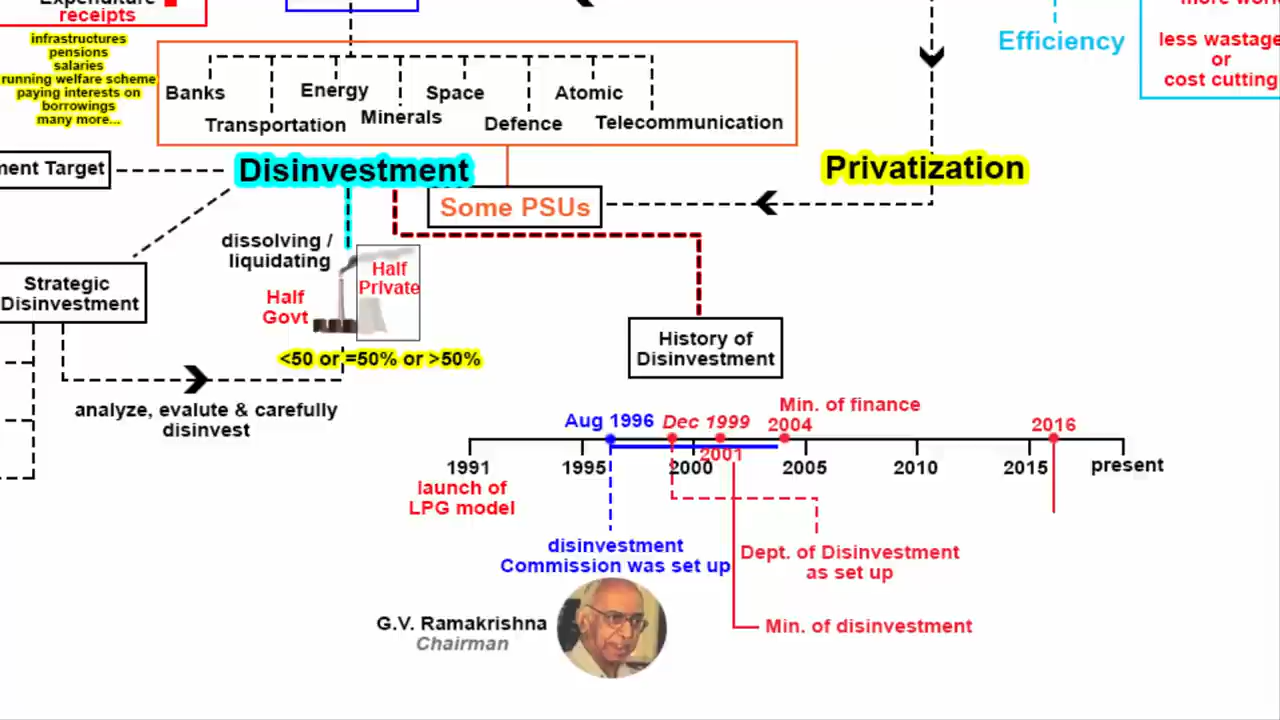 Expenditure
receipts
infrastructures
pensions
salaries
running welfare scheme
paying interests on
borrowings
many more...
Efficiency
more work
less wastage
or
cost cutting
Banks
Energy
Space
Atomic
Transportation
Minerals
Defence
Telecommunication
ment Target
Disinvestment
Some PSUs
Privatization
dissolving /
liquidating
Half
Govt
Half
Private
<50 or =50% or >50%
Strategic
Disinvestment
analyze, evalute & carefully
disinvest
History of
Disinvestment
Aug 1996
Dec 1999
Min. of finance
2004
2016
2001
1991
1995
2000
2005
2010
2015
present
launch of
LPG model
disinvestment
Commission was set up
Dept. of Disinvestment
as set up
G.V. Ramakrishna
Chairman
Min. of disinvestment